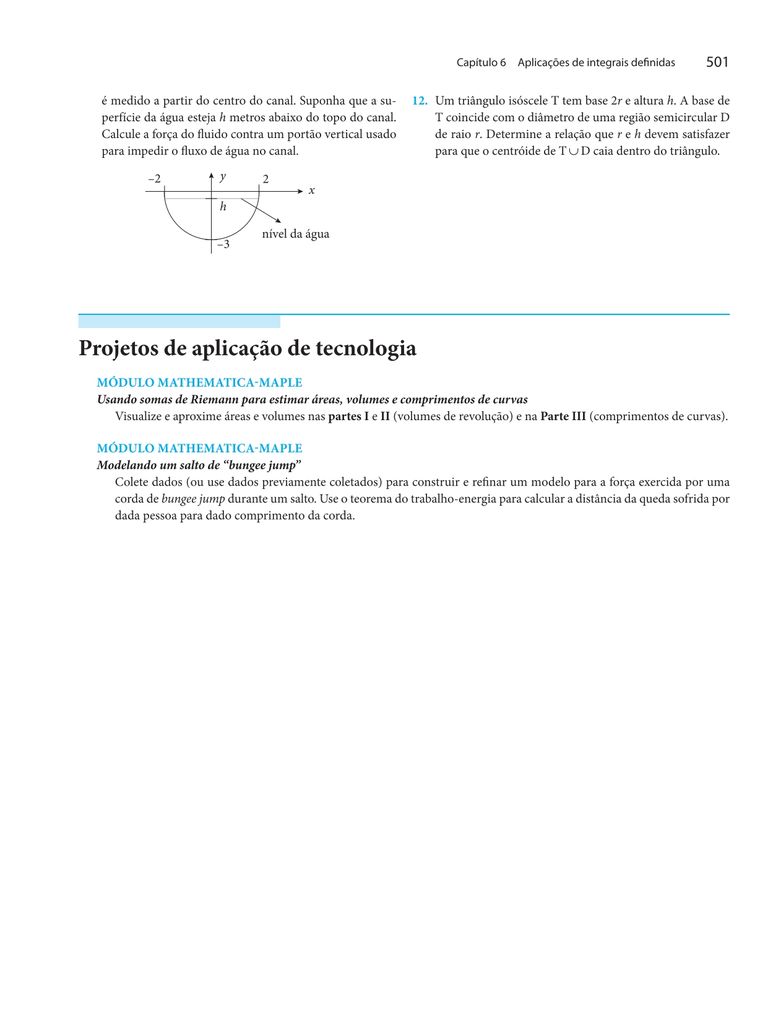 Capítulo 6 Aplicações de integrais definidas 501
é medido a partir do centro do canal. Suponha que a su-
perfície da água esteja h metros abaixo do topo do canal.
Calcule a força do fluido contra um portão vertical usado
para impedir o fluxo de água no canal.
–2 y 2
x
h
nível da água
–3
12. Um triângulo isóscele T tem base 2r e altura h. A base de
T coincide com o diâmetro de uma região semicircular D
de raio r. Determine a relação que r e h devem satisfazer
para que o centróide de T ∪ D caia dentro do triângulo.
Projetos de aplicação de tecnologia
MÓDULO MATHEMATICA-MAPLE
Usando somas de Riemann para estimar áreas, volumes e comprimentos de curvas
Visualize e aproxime áreas e volumes nas partes I e II (volumes de revolução) e na Parte III (comprimentos de curvas).
MÓDULO MATHEMATICA-MAPLE
Modelando um salto de “bungee jump”
Colete dados (ou use dados previamente coletados) para construir e refinar um modelo para a força exercida por uma
corda de bungee jump durante um salto. Use o teorema do trabalho-energia para calcular a distância da queda sofrida por
dada pessoa para dado comprimento da corda.